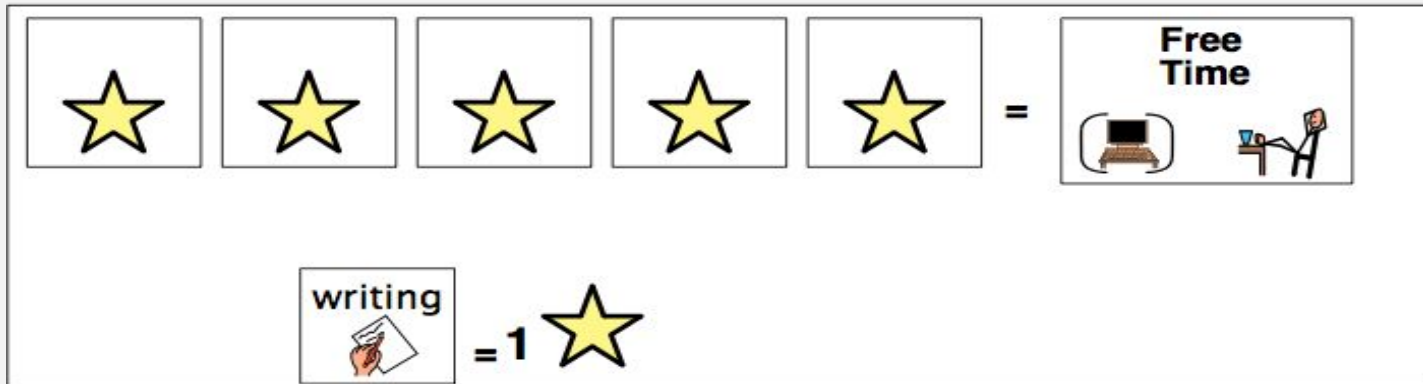 =
Free
Time
writing
= 1